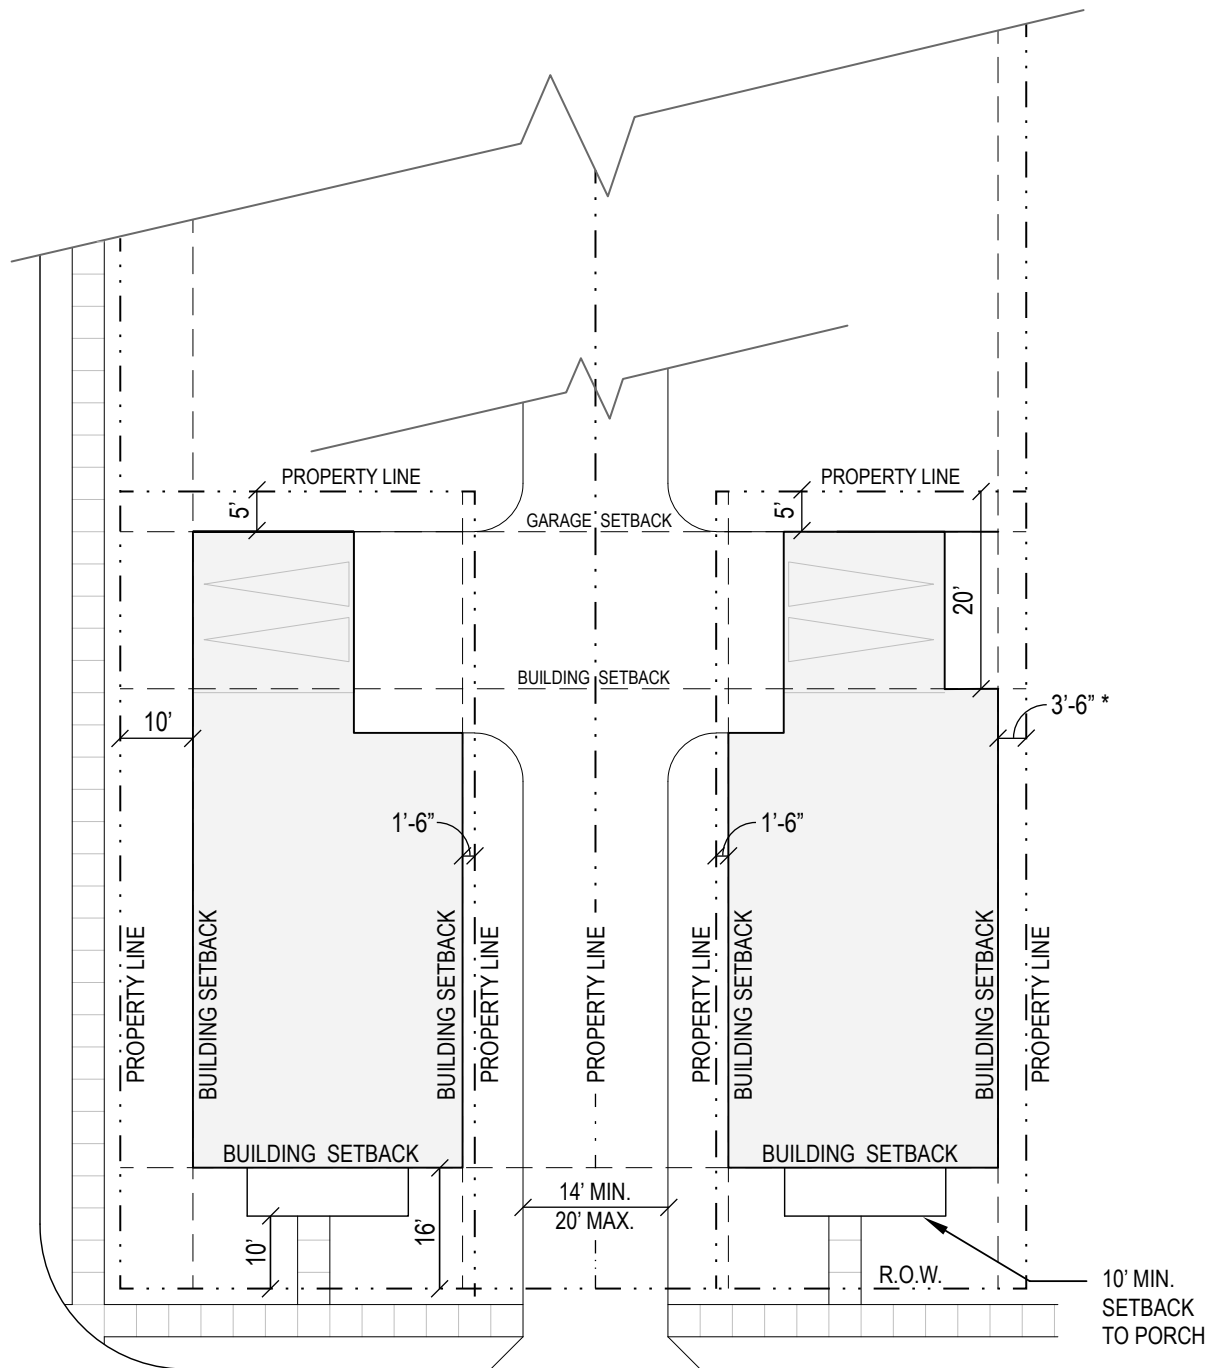 PROPERTY LINE
PROPERTY LINE
5'
5'
GARAGE SETBACK
20'
BUILDING SETBACK
10'
3'-6" *
1'-6"
1'-6"
PROPERTY LINE
BUILDING SETBACK
BUILDING SETBACK
PROPERTY LINE
PROPERTY LINE
PROPERTY LINE
BUILDING SETBACK
BUILDING SETBACK
PROPERTY LINE
BUILDING SETBACK
BUILDING SETBACK
14' MIN.
20' MAX.
16'
10'
R.O.W.
10' MIN.
SETBACK
TO PORCH